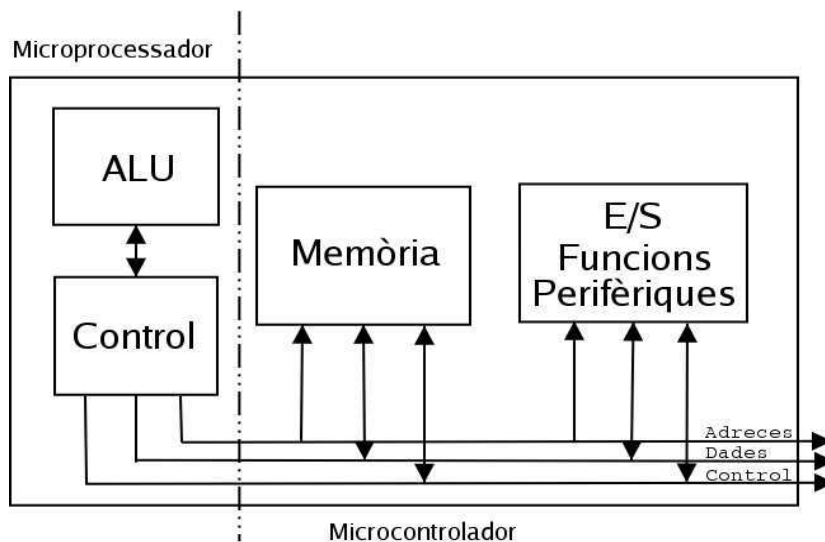 Microprocessador
ALU
Control
Memòria
E/S
Funcions
Perifèriques
Adreces
Dades
Control
Microcontrolador